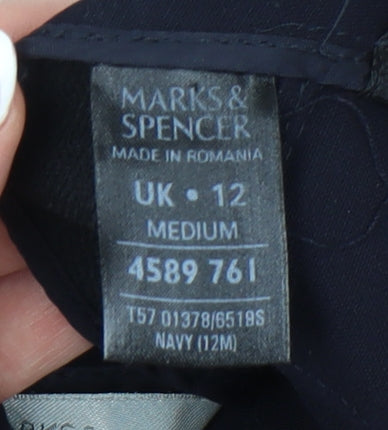 MARKS &
SPENCER
MADE IN ROMANIA
UK • 12
MEDIUM
4589 761
T57 01378/6519S
NAVY (12M)